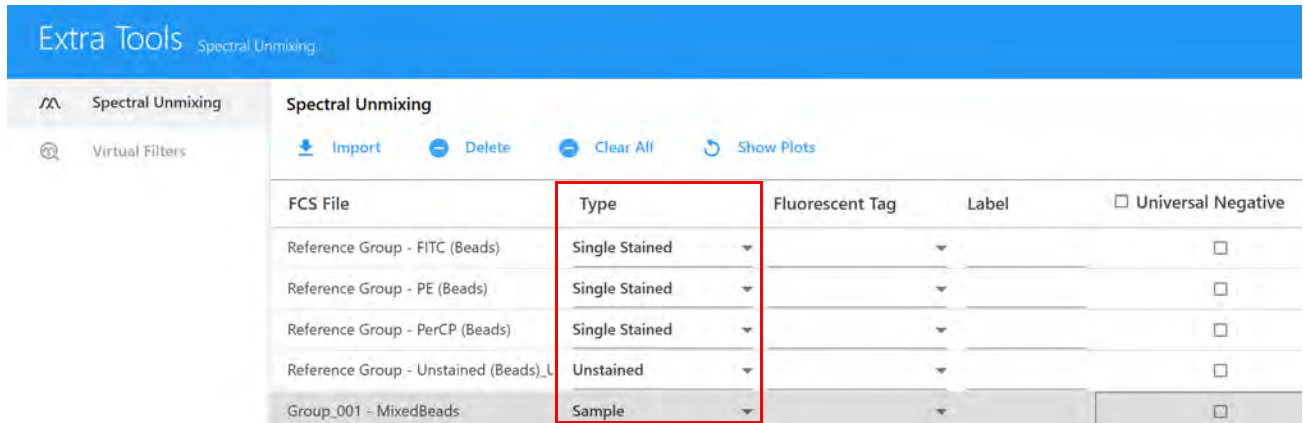 Extra Tools Spectral Unmixing
Spectral Unmixing
Virtual Filters
Spectral Unmixing
Import Delete Clear All Show Plots
FCS File Type Fluorescent Tag Label Universal Negative
Reference Group - FITC (Beads) Single Stained
Reference Group - PE (Beads) Single Stained
Reference Group - PerCP (Beads) Single Stained
Reference Group - Unstained (Beads)_U Unstained
Group_001 - MixedBeads Sample